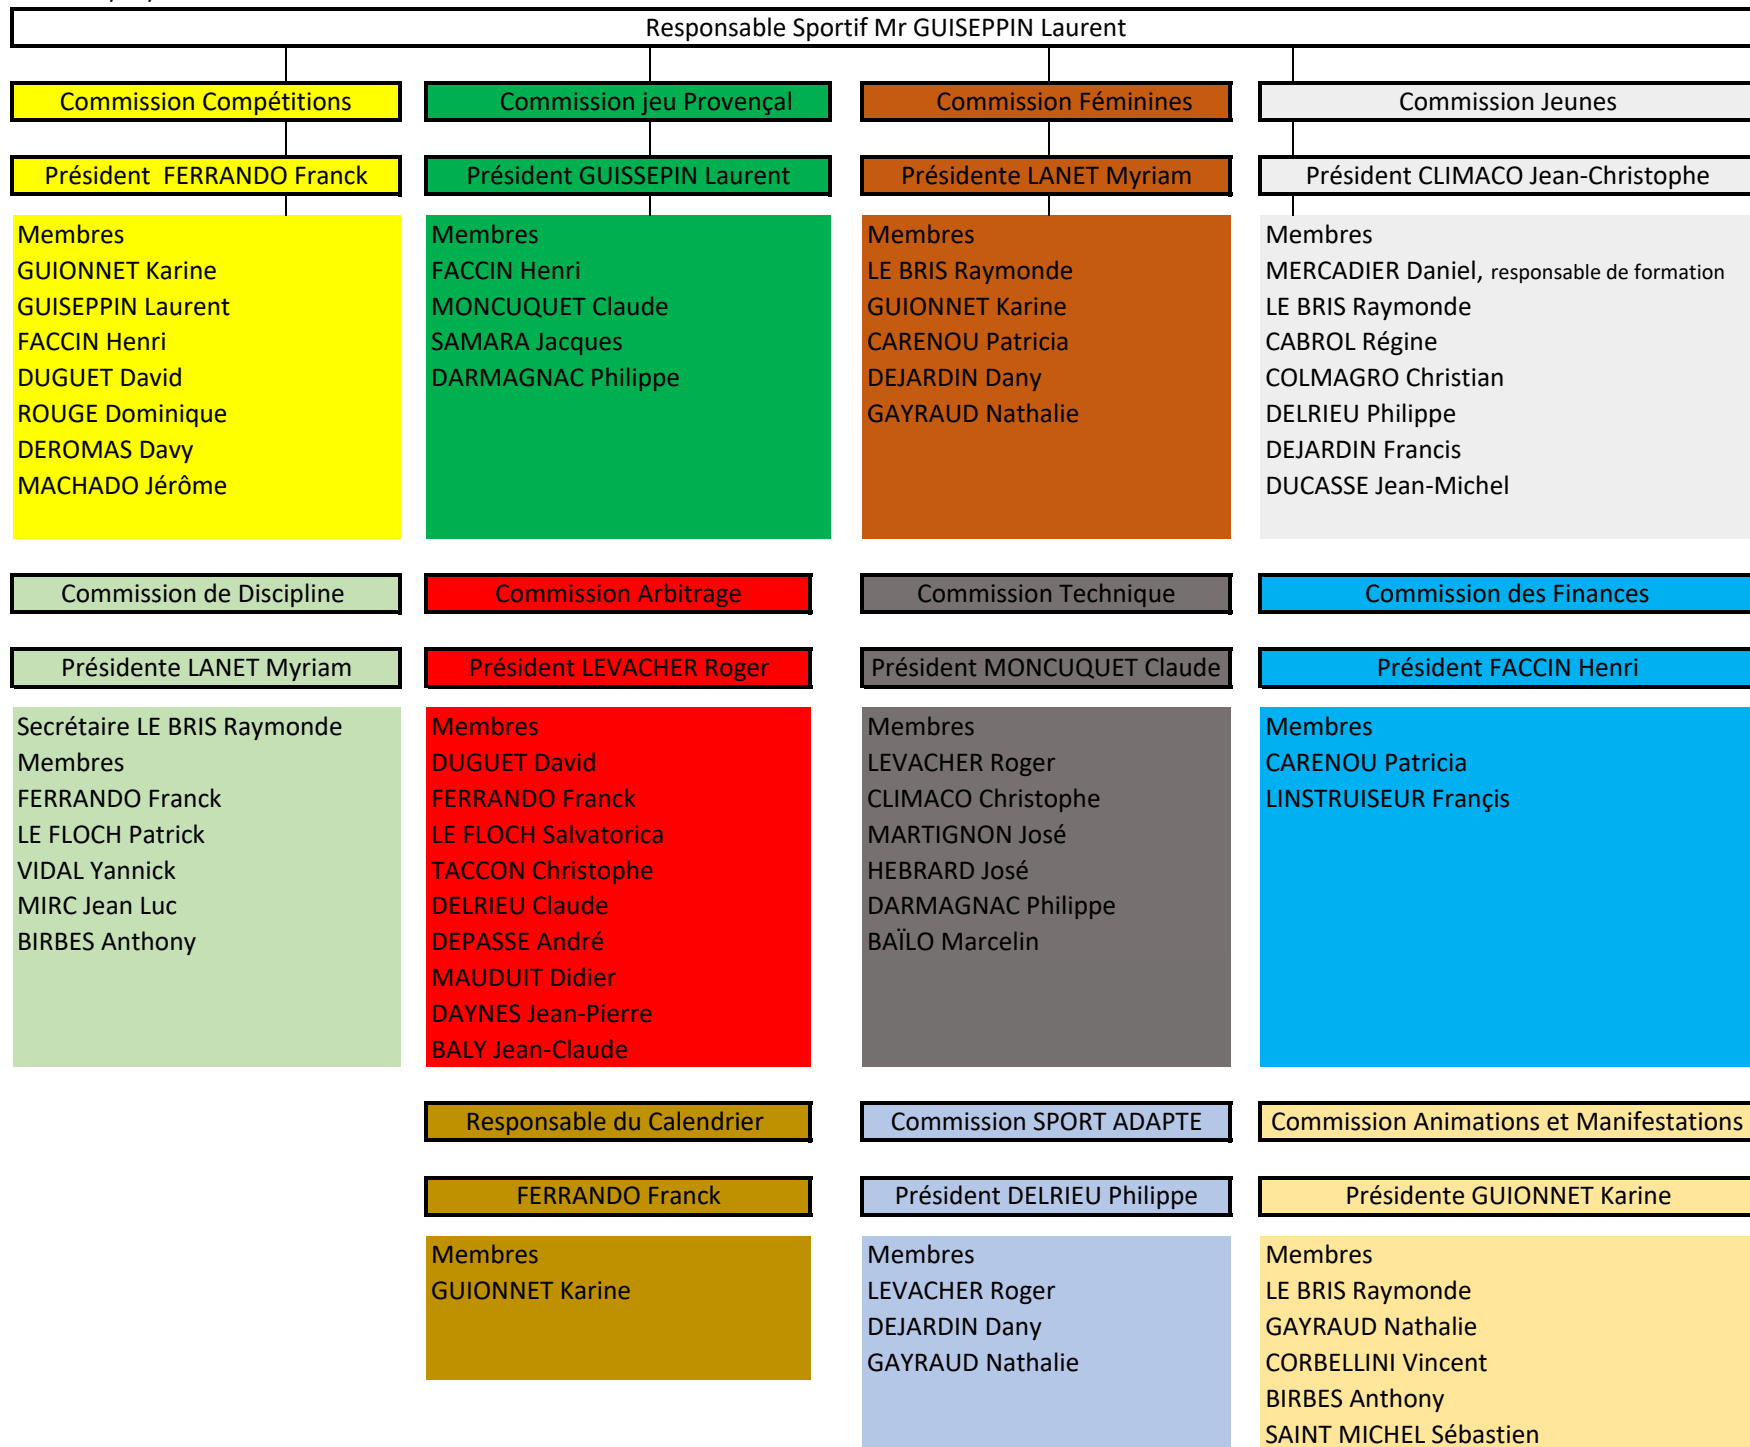 Responsable Sportif Mr GUISEPPIN Laurent
Commission Compétitions
Président  FERRANDO Franck
Membres
GUIONNET Karine
GUISEPPIN Laurent
FACCIN Henri
DUGUET David
ROUGE Dominique
DEROMAS Davy
MACHADO Jérôme
Commission jeu Provençal
Président GUISSEPIN Laurent
Membres
FACCIN Henri
MONCUQUET Claude
SAMARA Jacques
DARMAGNAC Philippe
Commission Féminines
Présidente LANET Myriam
Membres
LE BRIS Raymonde
GUIONNET Karine
CARENOU Patricia
DEJARDIN Dany
GAYRAUD Nathalie
Commission Jeunes
Président CLIMACO Jean-Christophe
Membres
MERCADIER Daniel, responsable de formation
LE BRIS Raymonde
CABROL Régine
COLMAGRO Christian
DELRIEU Philippe
DEJARDIN Francis
DUCASSE Jean-Michel
Commission de Discipline
Présidente LANET Myriam
Secrétaire LE BRIS Raymonde
Membres
FERRANDO Franck
LE FLOCH Patrick
VIDAL Yannick
MIRC Jean Luc
BIRBES Anthony
Commission Arbitrage
Président LEVACHER Roger
Membres
DUGUET David
FERRANDO Franck
LE FLOCH Salvatorica
TACCON Christophe
DELRIEU Claude
DEPASSE André
MAUDUIT Didier
DAYNES Jean-Pierre
BALY Jean-Claude
Commission Technique
Président MONCUQUET Claude
Membres
LEVACHER Roger
CLIMACO Christophe
MARTIGNON José
HEBRARD José
DARMAGNAC Philippe
BAÏLO Marcelin
Commission des Finances
Président FACCIN Henri
Membres
CARENOU Patricia
LINSTRUISEUR Françis
Responsable du Calendrier
FERRANDO Franck
Membres
GUIONNET Karine
Commission SPORT ADAPTE
Président DELRIEU Philippe
Membres
LEVACHER Roger
DEJARDIN Dany
GAYRAUD Nathalie
Commission Animations et Manifestations
Présidente GUIONNET Karine
Membres
LE BRIS Raymonde
GAYRAUD Nathalie
CORBELLINI Vincent
BIRBES Anthony
SAINT MICHEL Sébastien